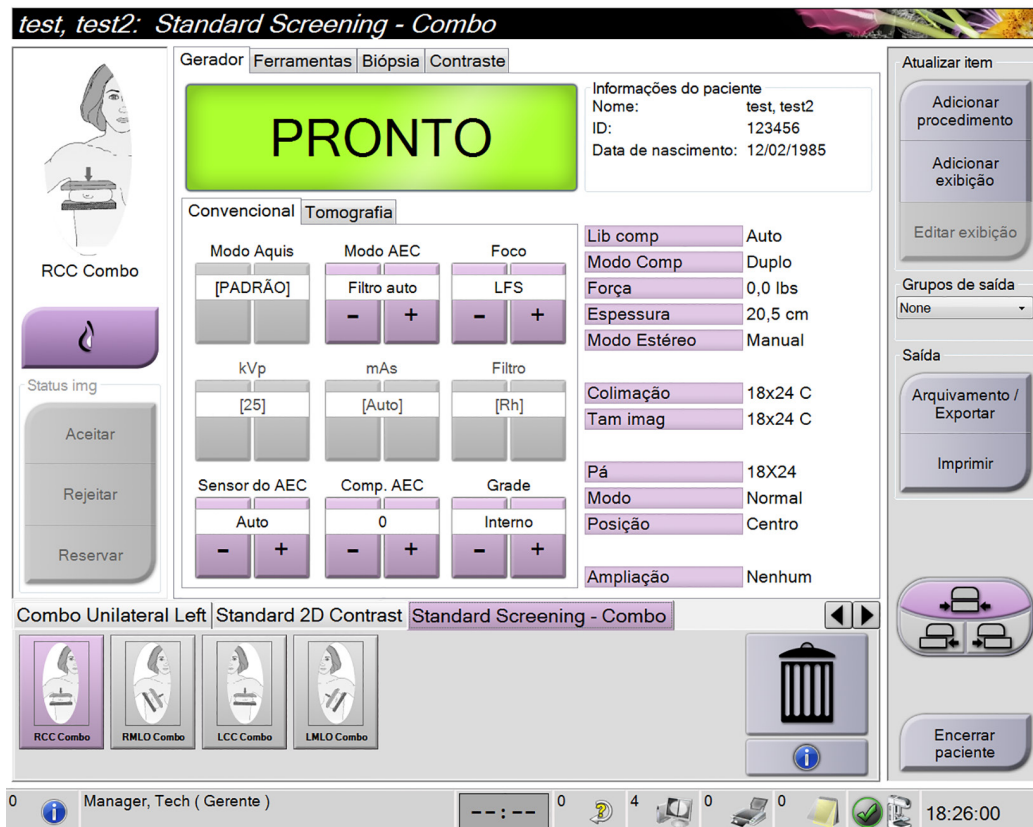 test, test2: Standard Screening - Combo
Gerador Ferramentas Biópsia Contraste
PRONTO
Informações do paciente
Nome: test, test2
ID: 123456
Data de nascimento: 12/02/1985
RCC Combo
Status img
Aceitar
Rejeitar
Reservar
Convencional Tomografia
Modo Aquis Modo AEC Foco
[PADRÃO] Filtro auto LFS
- + - +
kVp mAs Filtro
[25] [Auto] [Rh]
Sensor do AEC Comp. AEC Grade
Auto 0 Interno
- + - + - +
Lib comp Auto
Modo Comp Duplo
Força 0,0 lbs
Espessura 20,5 cm
Modo Estéreo Manual
Colimação 18x24 C
Tam imag 18x24 C
Pá 18X24
Modo Normal
Posição Centro
Ampliação Nenhum
Atualizar item
Adicionar
procedimento
Adicionar
exibição
Editar exibição
Grupos de saída
None
Saída
Arquivamento /
Exportar
Imprimir
Encerrar
paciente
Combo Unilateral Left Standard 2D Contrast Standard Screening - Combo
RCC Combo RMLO Combo LCC Combo LMLO Combo
0 Manager, Tech ( Gerente ) --:-- 0 4 0 0 18:26:00